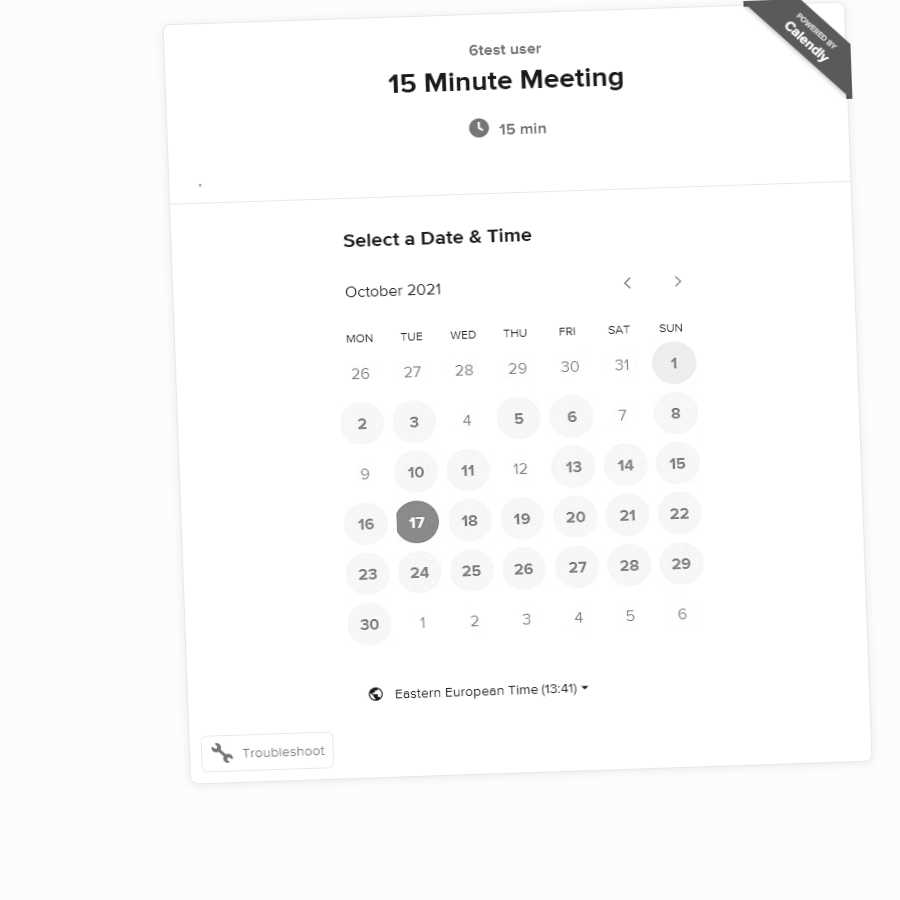 POWERED BY
Calendly
6test user
15 Minute Meeting
15 min
.
Select a Date & Time
October 2021
MON TUE WED THU FRI SAT SUN
26 27 28 29 30 31 1
2 3 4 5 6 7 8
9 10 11 12 13 14 15
16 17 18 19 20 21 22
23 24 25 26 27 28 29
30 1 2 3 4 5 6
Eastern European Time (13:41)
Troubleshoot